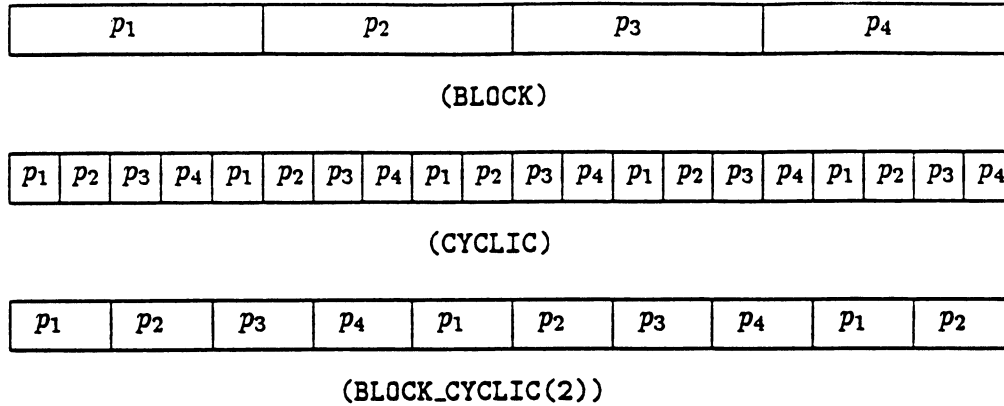 p1 p2 p3 p4
(BLOCK)
p1 p2 p3 p4 p1 p2 p3 p4 p1 p2 p3 p4 p1 p2 p3 p4 p1 p2 p3 p4
(CYCLIC)
p1 p2 p3 p4 p1 p2 p3 p4 p1 p2
(BLOCK_CYCLIC(2))